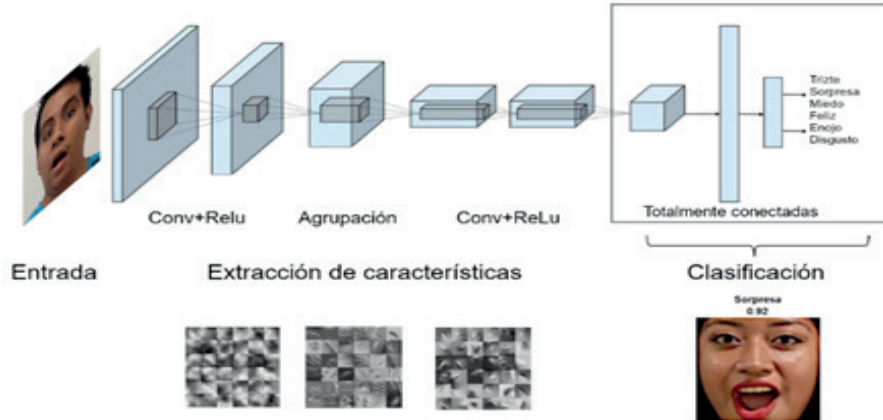 Trizte
Sorpresa
Miedo
Feliz
Enojo
Disgusto
Conv+Relu
Agrupación
Conv+ReLu
Totalmente conectadas
Entrada
Extracción de características
Clasificación
Sorpresa
0.92